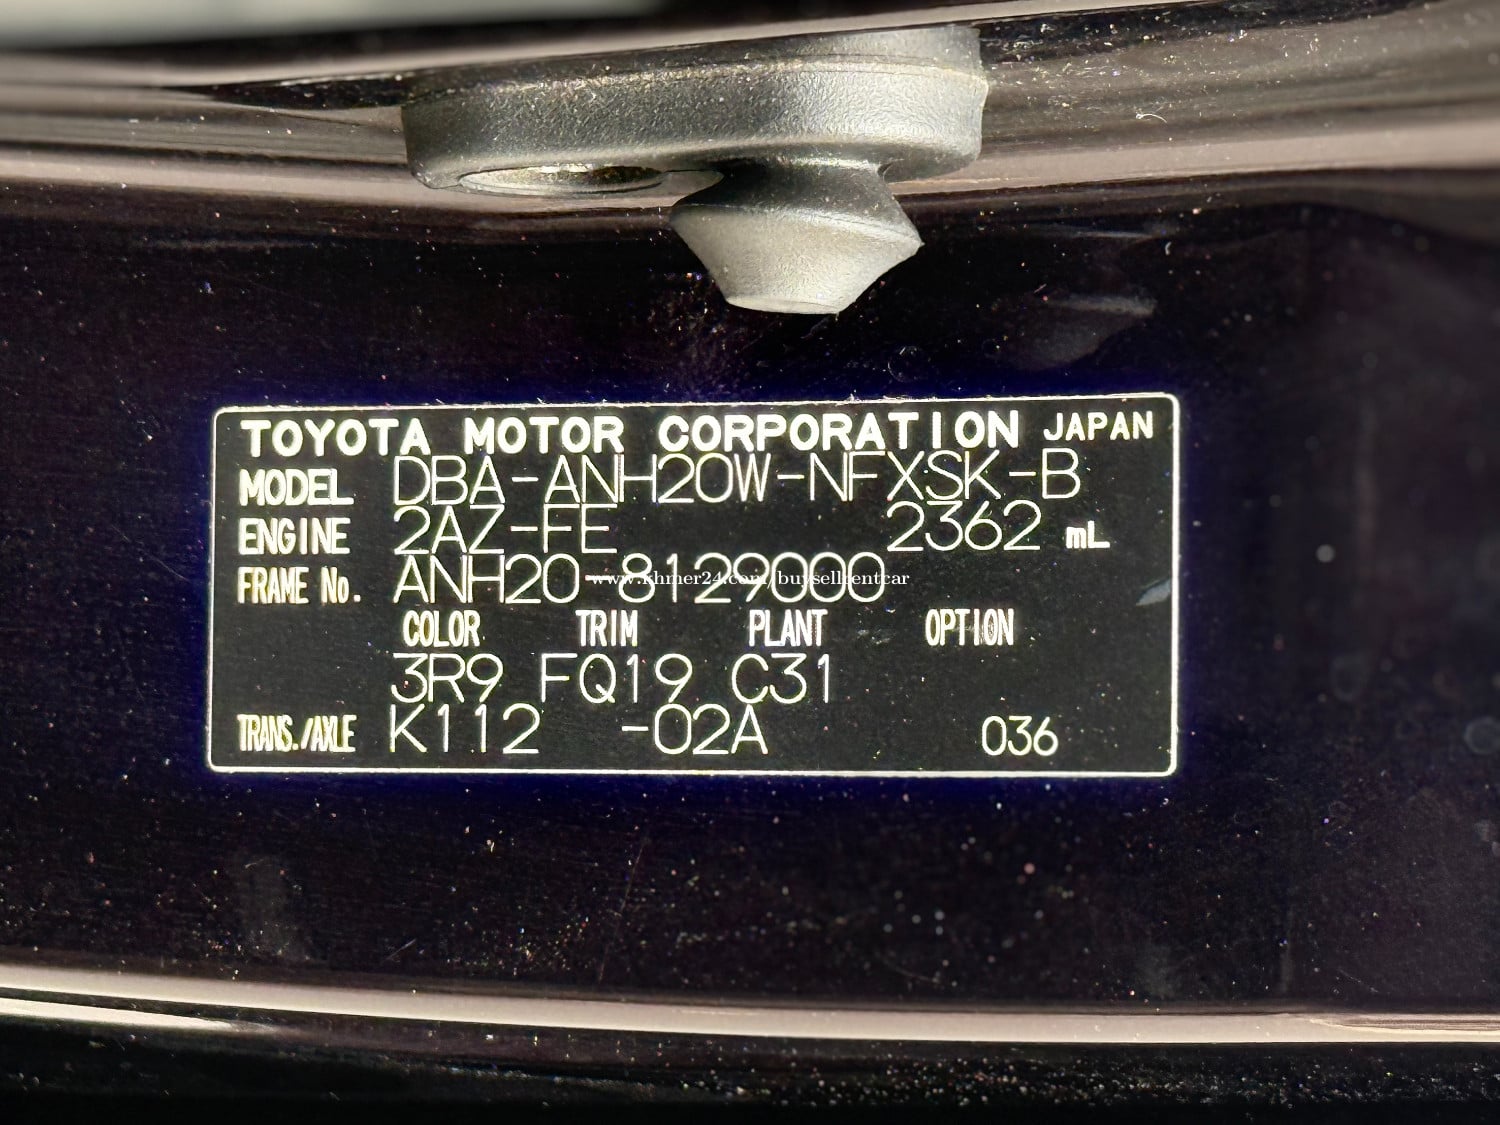 TOYOTA MOTOR CORPORATION JAPAN
MODEL DBA-ANH20W-NFXSK-B
ENGINE 2AZ-FE 2362 mL
FRAME No. ANH20-8129000
www.khmer24.com/buysellrentcar
COLOR TRIM PLANT OPTION
3R9 FQ19 C31
TRANS./AXLE K112 -02A 036